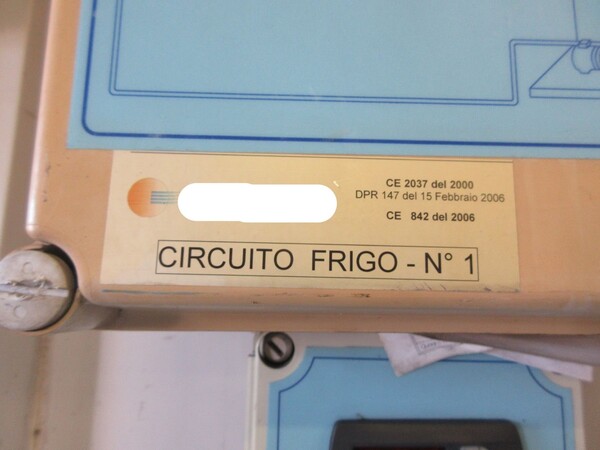 CE 2037 del 2000
DPR 147 del 15 Febbraio 2006
CE 842 del 2006
CIRCUITO FRIGO - N° 1